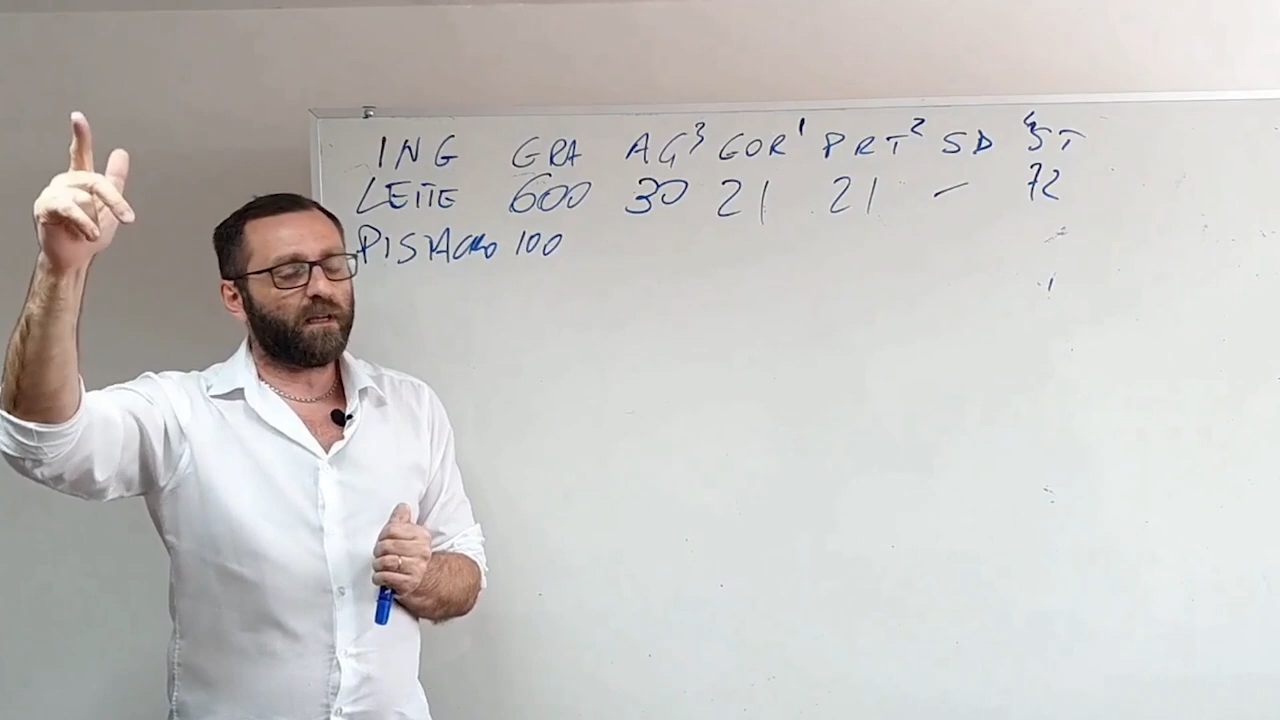 ING GRA AG³ GOR¹ PRT² SD ⁴ST
LEITE 600 30 21 21 — 72
PISTACHO 100